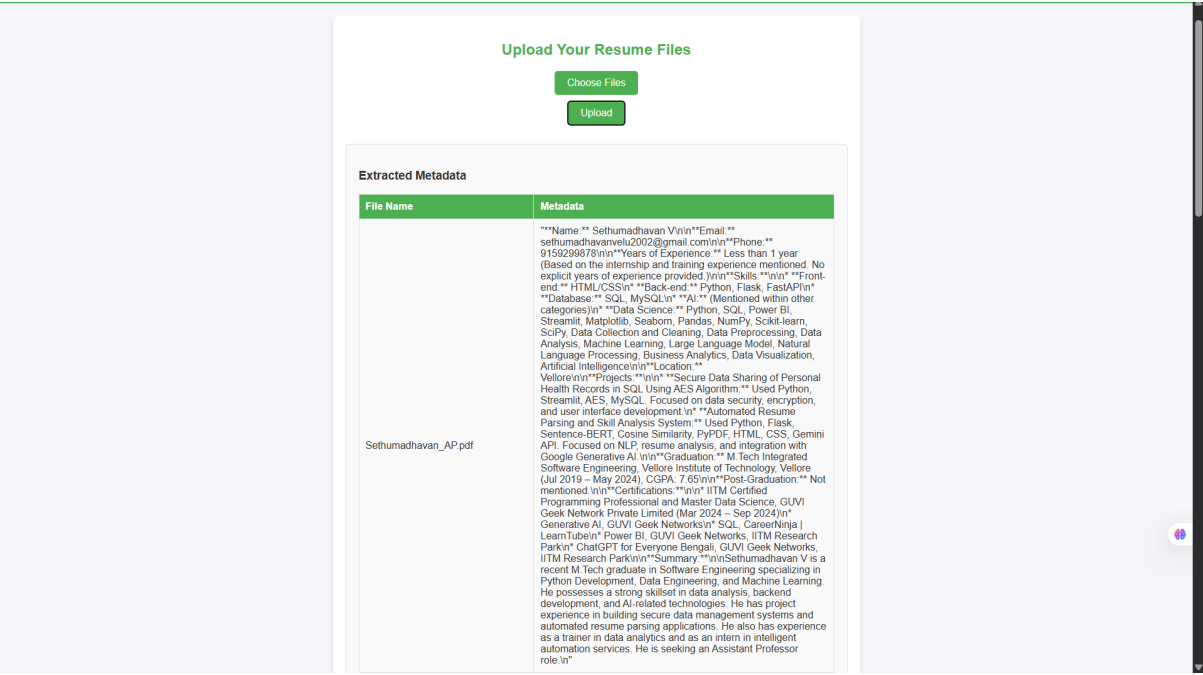 Upload Your Resume Files
Choose Files
Upload
Extracted Metadata
File Name
Metadata
Sethumadhavan_AP.pdf
"**Name:** Sethumadhavan V\n\n**Email:**
sethumadhavanvelu2002@gmail.com\n\n**Phone:**
9159299878\n\n**Years of Experience:** Less than 1 year
(Based on the internship and training experience mentioned. No
explicit years of experience provided.)\n\n**Skills:**\n\n* **Front-
end:** HTML/CSS\n* **Back-end:** Python, Flask, FastAPI\n*
**Database:** SQL, MySQL\n* **AI:** (Mentioned within other
categories)\n* **Data Science:** Python, SQL, Power BI,
Streamlit, Matplotlib, Seaborn, Pandas, NumPy, Scikit-learn,
SciPy, Data Collection and Cleaning, Data Preprocessing, Data
Analysis, Machine Learning, Large Language Model, Natural
Language Processing, Business Analytics, Data Visualization,
Artificial Intelligence\n\n**Location:**
Vellore\n\n**Projects:**\n\n* **Secure Data Sharing of Personal
Health Records in SQL Using AES Algorithm:** Used Python,
Streamlit, AES, MySQL. Focused on data security, encryption,
and user interface development.\n* **Automated Resume
Parsing and Skill Analysis System:** Used Python, Flask,
Sentence-BERT, Cosine Similarity, PyPDF, HTML, CSS, Gemini
API. Focused on NLP, resume analysis, and integration with
Google Generative AI.\n\n**Graduation:** M.Tech Integrated
Software Engineering, Vellore Institute of Technology, Vellore
(Jul 2019 – May 2024), CGPA: 7.65\n\n**Post-Graduation:** Not
mentioned.\n\n**Certifications:**\n\n* IITM Certified
Programming Professional and Master Data Science, GUVI
Geek Network Private Limited (Mar 2024 – Sep 2024)\n*
Generative AI, GUVI Geek Networks\n* SQL, CareerNinja |
LearnTube\n* Power BI, GUVI Geek Networks, IITM Research
Park\n* ChatGPT for Everyone Bengali, GUVI Geek Networks,
IITM Research Park\n\n**Summary:**\n\nSethumadhavan V is a
recent M.Tech graduate in Software Engineering specializing in
Python Development, Data Engineering, and Machine Learning.
He possesses a strong skillset in data analysis, backend
development, and AI-related technologies. He has project
experience in building secure data management systems and
automated resume parsing applications. He also has experience
as a trainer in data analytics and as an intern in intelligent
automation services. He is seeking an Assistant Professor
role.\n"